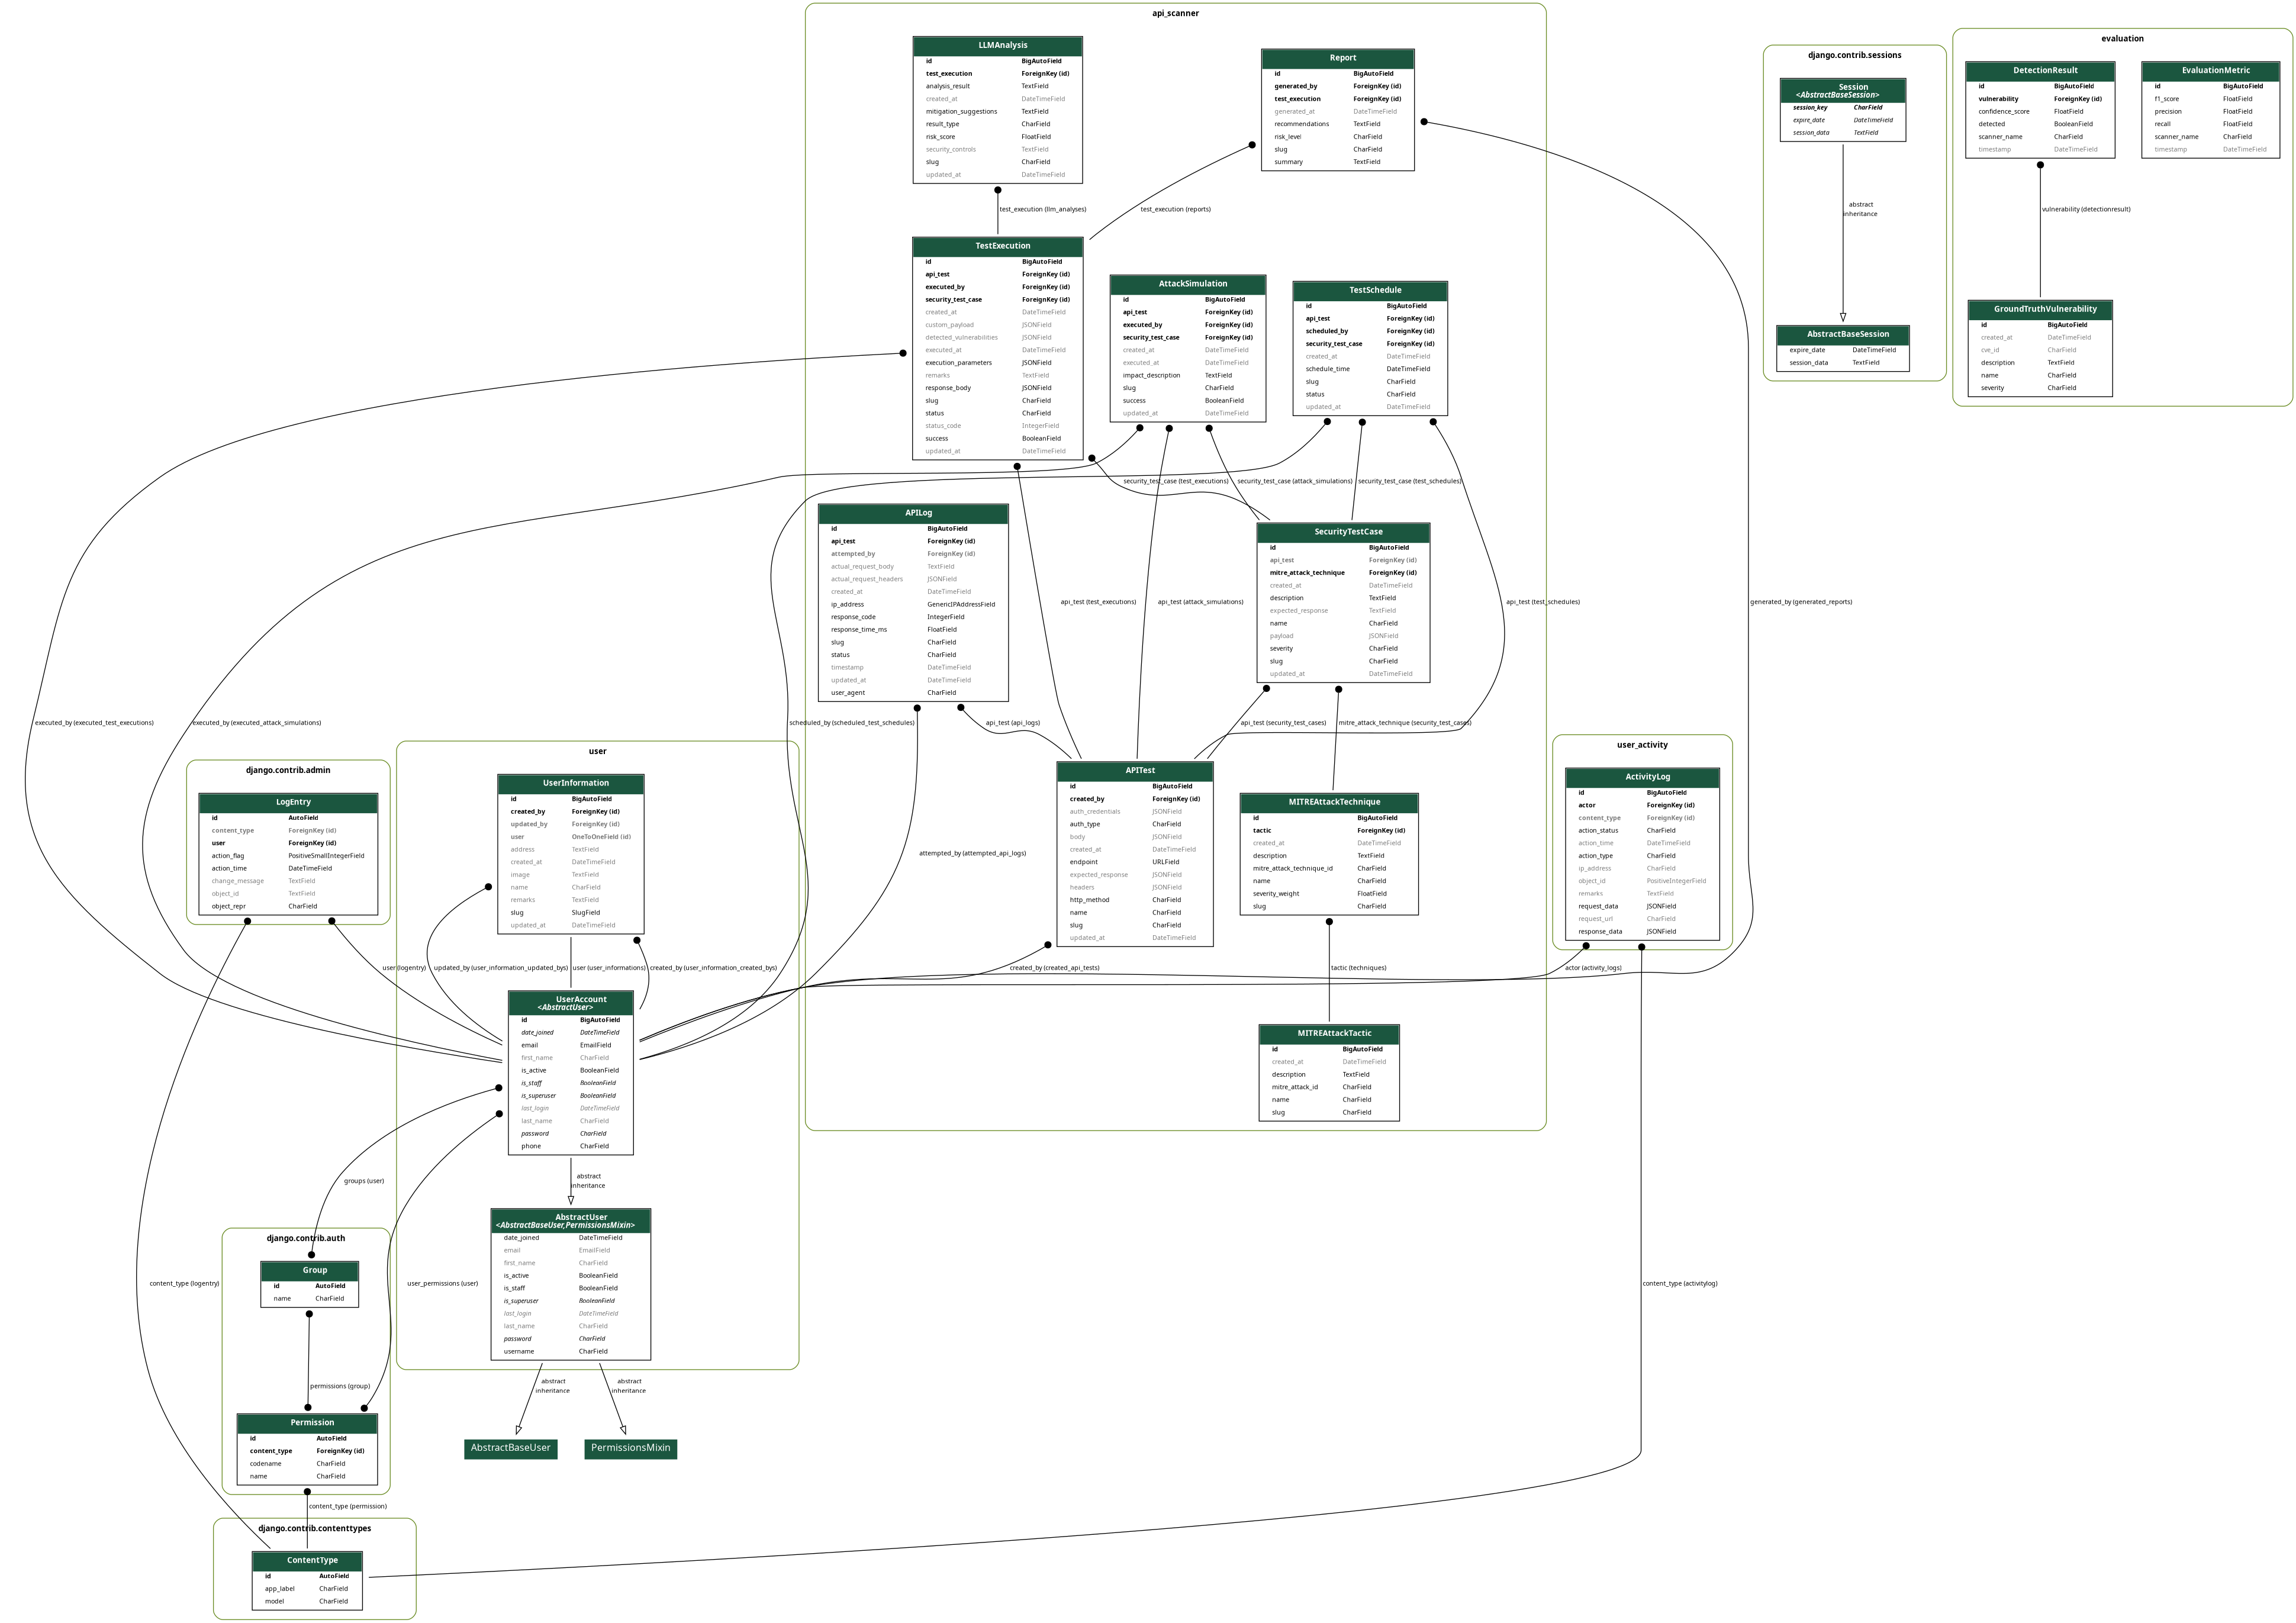 api_scanner
LLMAnalysis
id BigAutoField
test_execution ForeignKey (id)
analysis_result TextField
created_at DateTimeField
mitigation_suggestions TextField
result_type CharField
risk_score FloatField
security_controls TextField
slug CharField
updated_at DateTimeField
Report
id BigAutoField
generated_by ForeignKey (id)
test_execution ForeignKey (id)
generated_at DateTimeField
recommendations TextField
risk_level CharField
slug CharField
summary TextField
test_execution (llm_analyses)
test_execution (reports)
TestExecution
id BigAutoField
api_test ForeignKey (id)
executed_by ForeignKey (id)
security_test_case ForeignKey (id)
created_at DateTimeField
custom_payload JSONField
detected_vulnerabilities JSONField
executed_at DateTimeField
execution_parameters JSONField
remarks TextField
response_body JSONField
slug CharField
status CharField
status_code IntegerField
success BooleanField
updated_at DateTimeField
AttackSimulation
id BigAutoField
api_test ForeignKey (id)
executed_by ForeignKey (id)
security_test_case ForeignKey (id)
created_at DateTimeField
executed_at DateTimeField
impact_description TextField
slug CharField
success BooleanField
updated_at DateTimeField
TestSchedule
id BigAutoField
api_test ForeignKey (id)
scheduled_by ForeignKey (id)
security_test_case ForeignKey (id)
created_at DateTimeField
schedule_time DateTimeField
slug CharField
status CharField
updated_at DateTimeField
security_test_case (test_executions)
security_test_case (attack_simulations)
security_test_case (test_schedules)
APILog
id BigAutoField
api_test ForeignKey (id)
attempted_by ForeignKey (id)
actual_request_body TextField
actual_request_headers JSONField
created_at DateTimeField
ip_address GenericIPAddressField
response_code IntegerField
response_time_ms FloatField
slug CharField
status CharField
timestamp DateTimeField
updated_at DateTimeField
user_agent CharField
SecurityTestCase
id BigAutoField
api_test ForeignKey (id)
mitre_attack_technique ForeignKey (id)
created_at DateTimeField
description TextField
expected_response TextField
name CharField
payload JSONField
severity CharField
slug CharField
updated_at DateTimeField
api_test (test_executions)
api_test (attack_simulations)
api_test (test_schedules)
generated_by (generated_reports)
executed_by (executed_test_executions)
executed_by (executed_attack_simulations)
scheduled_by (scheduled_test_schedules)
api_test (api_logs)
api_test (security_test_cases)
mitre_attack_technique (security_test_cases)
APITest
id BigAutoField
created_by ForeignKey (id)
auth_credentials JSONField
auth_type CharField
body JSONField
created_at DateTimeField
endpoint URLField
expected_response JSONField
headers JSONField
http_method CharField
name CharField
slug CharField
updated_at DateTimeField
MITREAttackTechnique
id BigAutoField
tactic ForeignKey (id)
created_at DateTimeField
description TextField
mitre_attack_technique_id CharField
name CharField
severity_weight FloatField
slug CharField
attempted_by (attempted_api_logs)
created_by (created_api_tests)
tactic (techniques)
MITREAttackTactic
id BigAutoField
created_at DateTimeField
description TextField
mitre_attack_id CharField
name CharField
slug CharField
django.contrib.sessions
Session
<AbstractBaseSession>
session_key CharField
expire_date DateTimeField
session_data TextField
abstract
inheritance
AbstractBaseSession
expire_date DateTimeField
session_data TextField
evaluation
DetectionResult
id BigAutoField
vulnerability ForeignKey (id)
confidence_score FloatField
detected BooleanField
scanner_name CharField
timestamp DateTimeField
EvaluationMetric
id BigAutoField
f1_score FloatField
precision FloatField
recall FloatField
scanner_name CharField
timestamp DateTimeField
vulnerability (detectionresult)
GroundTruthVulnerability
id BigAutoField
created_at DateTimeField
cve_id CharField
description TextField
name CharField
severity CharField
user_activity
ActivityLog
id BigAutoField
actor ForeignKey (id)
content_type ForeignKey (id)
action_status CharField
action_time DateTimeField
action_type CharField
ip_address CharField
object_id PositiveIntegerField
remarks TextField
request_data JSONField
request_url CharField
response_data JSONField
actor (activity_logs)
content_type (activitylog)
django.contrib.admin
LogEntry
id AutoField
content_type ForeignKey (id)
user ForeignKey (id)
action_flag PositiveSmallIntegerField
action_time DateTimeField
change_message TextField
object_id TextField
object_repr CharField
user (logentry)
content_type (logentry)
user
UserInformation
id BigAutoField
created_by ForeignKey (id)
updated_by ForeignKey (id)
user OneToOneField (id)
address TextField
created_at DateTimeField
image TextField
name CharField
remarks TextField
slug SlugField
updated_at DateTimeField
updated_by (user_information_updated_bys)
user (user_informations)
created_by (user_information_created_bys)
UserAccount
<AbstractUser>
id BigAutoField
date_joined DateTimeField
email EmailField
first_name CharField
is_active BooleanField
is_staff BooleanField
is_superuser BooleanField
last_login DateTimeField
last_name CharField
password CharField
phone CharField
abstract
inheritance
AbstractUser
<AbstractBaseUser,PermissionsMixin>
date_joined DateTimeField
email EmailField
first_name CharField
is_active BooleanField
is_staff BooleanField
is_superuser BooleanField
last_login DateTimeField
last_name CharField
password CharField
username CharField
abstract
inheritance
abstract
inheritance
AbstractBaseUser
PermissionsMixin
groups (user)
user_permissions (user)
django.contrib.auth
Group
id AutoField
name CharField
permissions (group)
Permission
id AutoField
content_type ForeignKey (id)
codename CharField
name CharField
content_type (permission)
django.contrib.contenttypes
ContentType
id AutoField
app_label CharField
model CharField